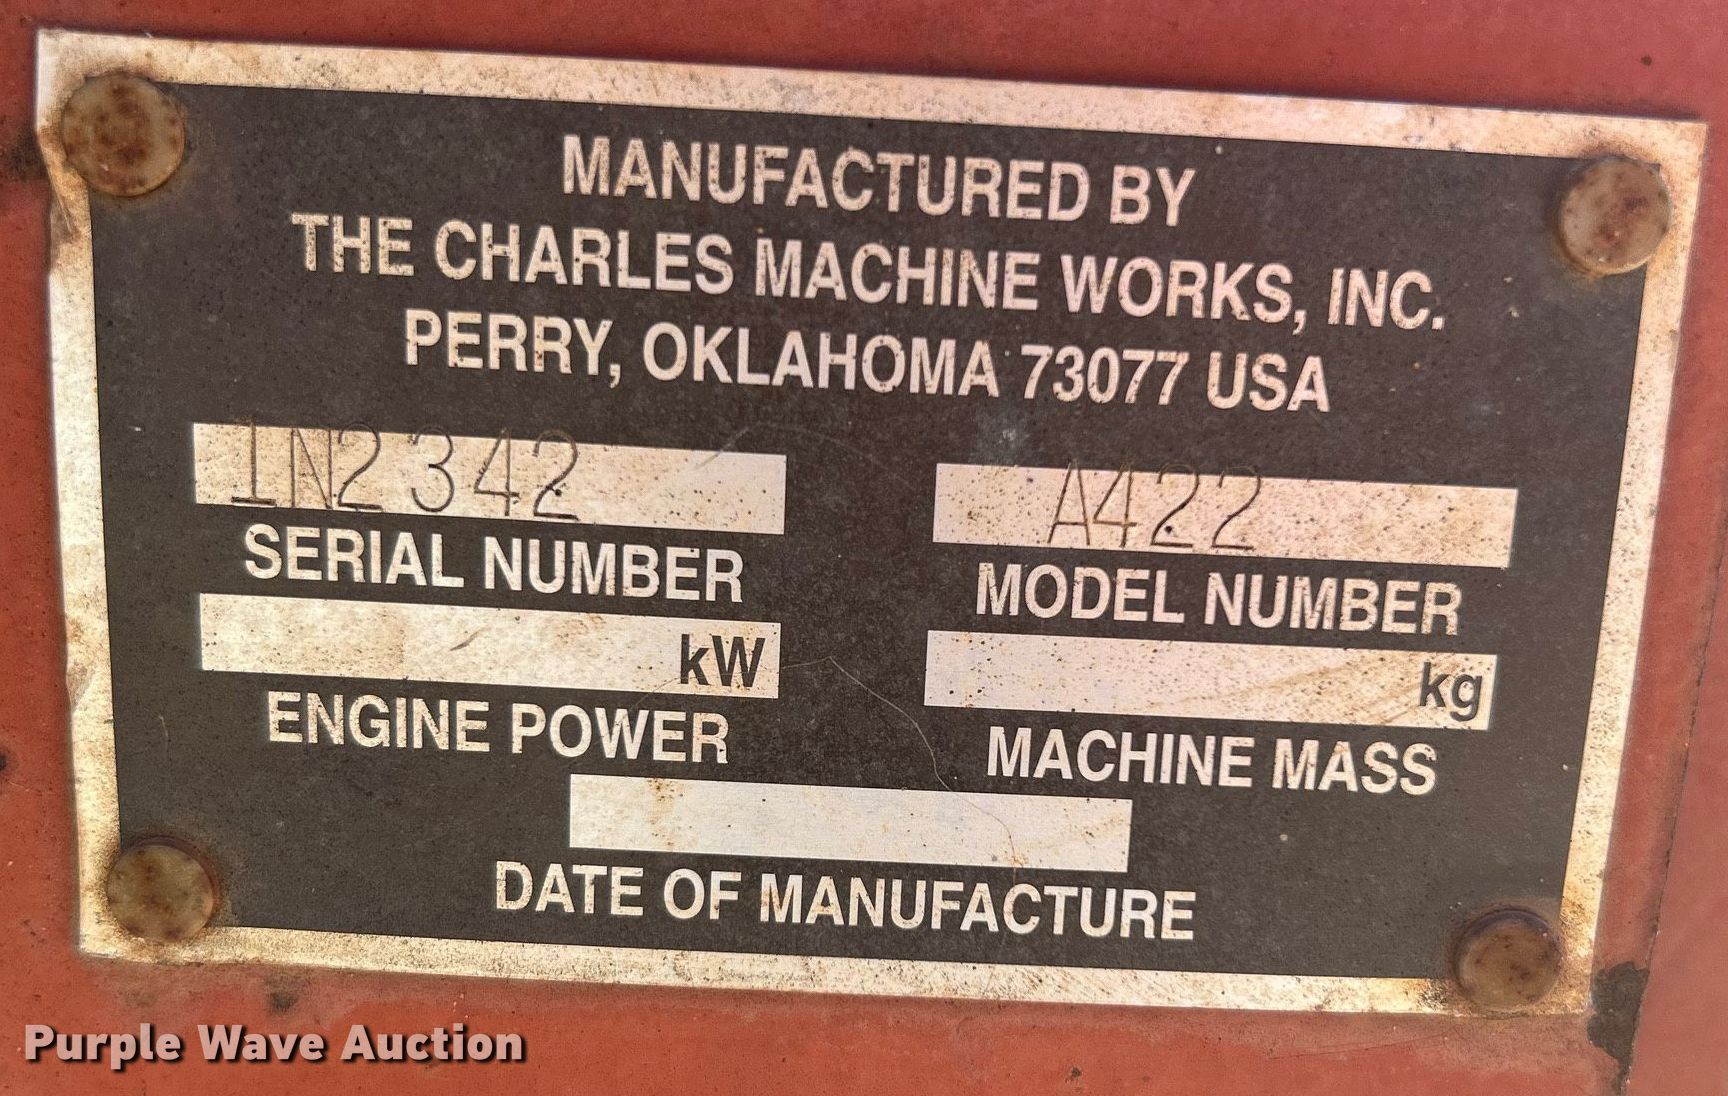 MANUFACTURED BY
THE CHARLES MACHINE WORKS, INC.
PERRY, OKLAHOMA 73077 USA
1N2342 A422
SERIAL NUMBER MODEL NUMBER
kW kg
ENGINE POWER MACHINE MASS
DATE OF MANUFACTURE
Purple Wave Auction